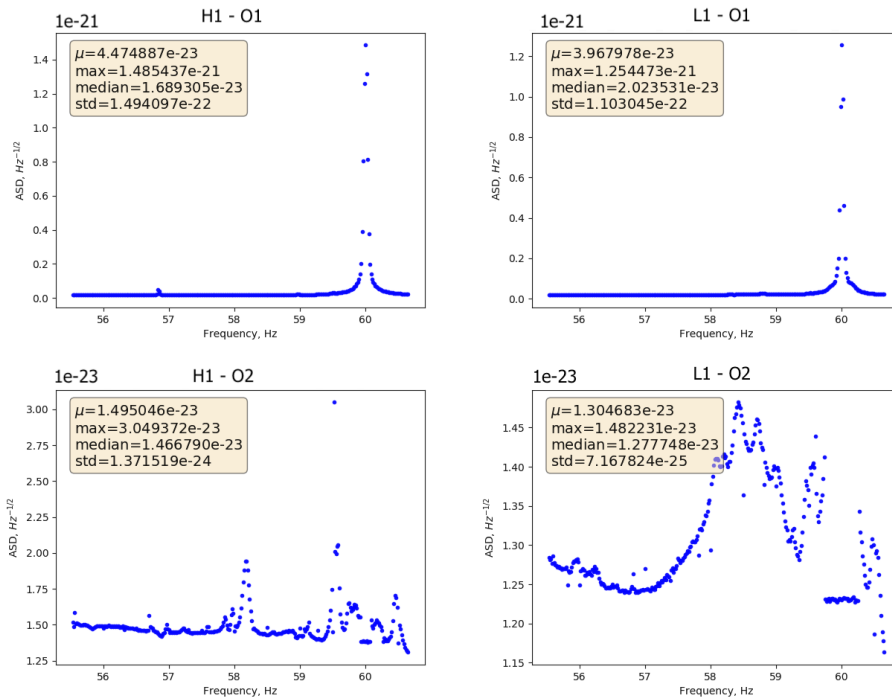 H1 - O1
1e-21
μ=4.474887e-23
max=1.485437e-21
median=1.689305e-23
std=1.494097e-22
1.4
1.2
1.0
0.8
0.6
0.4
0.2
0.0
ASD, Hz^{-1/2}
56 57 58 59 60
Frequency, Hz
L1 - O1
1e-21
μ=3.967978e-23
max=1.254473e-21
median=2.023531e-23
std=1.103045e-22
1.2
1.0
0.8
0.6
0.4
0.2
0.0
ASD, Hz^{-1/2}
56 57 58 59 60
Frequency, Hz
H1 - O2
1e-23
μ=1.495046e-23
max=3.049372e-23
median=1.466790e-23
std=1.371519e-24
3.00
2.75
2.50
2.25
2.00
1.75
1.50
1.25
ASD, Hz^{-1/2}
56 57 58 59 60
Frequency, Hz
L1 - O2
1e-23
μ=1.304683e-23
max=1.482231e-23
median=1.277748e-23
std=7.167824e-25
1.45
1.40
1.35
1.30
1.25
1.20
1.15
ASD, Hz^{-1/2}
56 57 58 59 60
Frequency, Hz